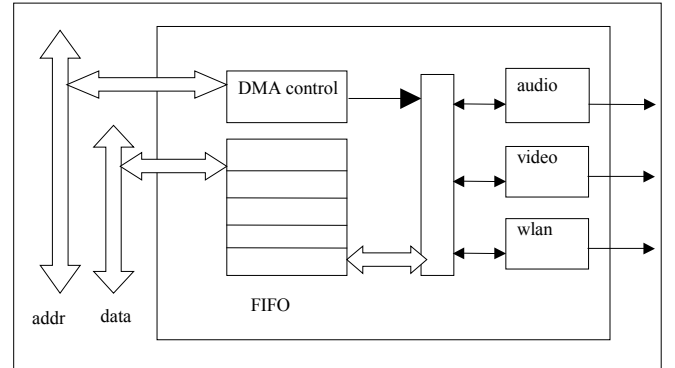 DMA control
audio
video
wlan
FIFO
addr
data